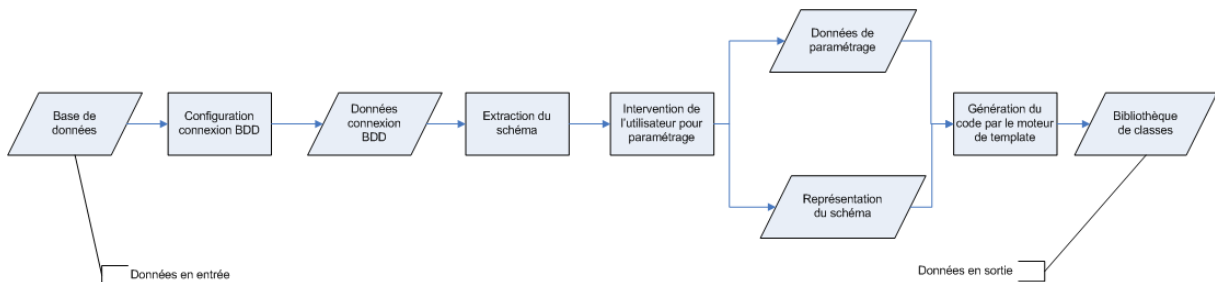 Base de
données
Configuration
connexion BDD
Données
connexion
BDD
Extraction du
schéma
Intervention de
l'utilisateur pour
paramétrage
Données de
paramétrage
Représentation
du schéma
Génération du
code par le moteur
de template
Bibliothèque
de classes
Données en entrée
Données en sortie